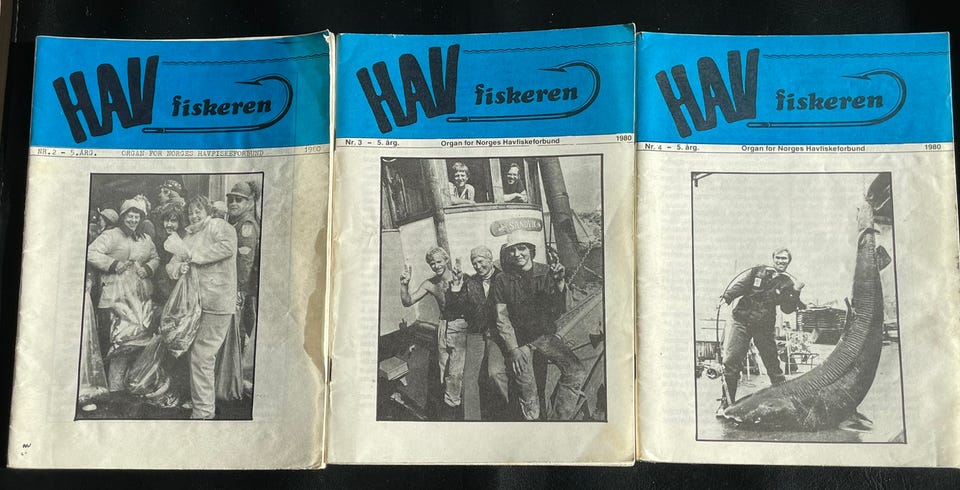 HAV fiskeren
NR.2 - 5.ÅRG. ORGAN FOR NORGES HAVFISKEFORBUND 1980
HAV fiskeren
Nr. 3 - 5. årg. Organ for Norges Havfiskeforbund 1980
SANDVIK
HAV fiskeren
Nr. 4 - 5. årg. Organ for Norges Havfiskeforbund 1980